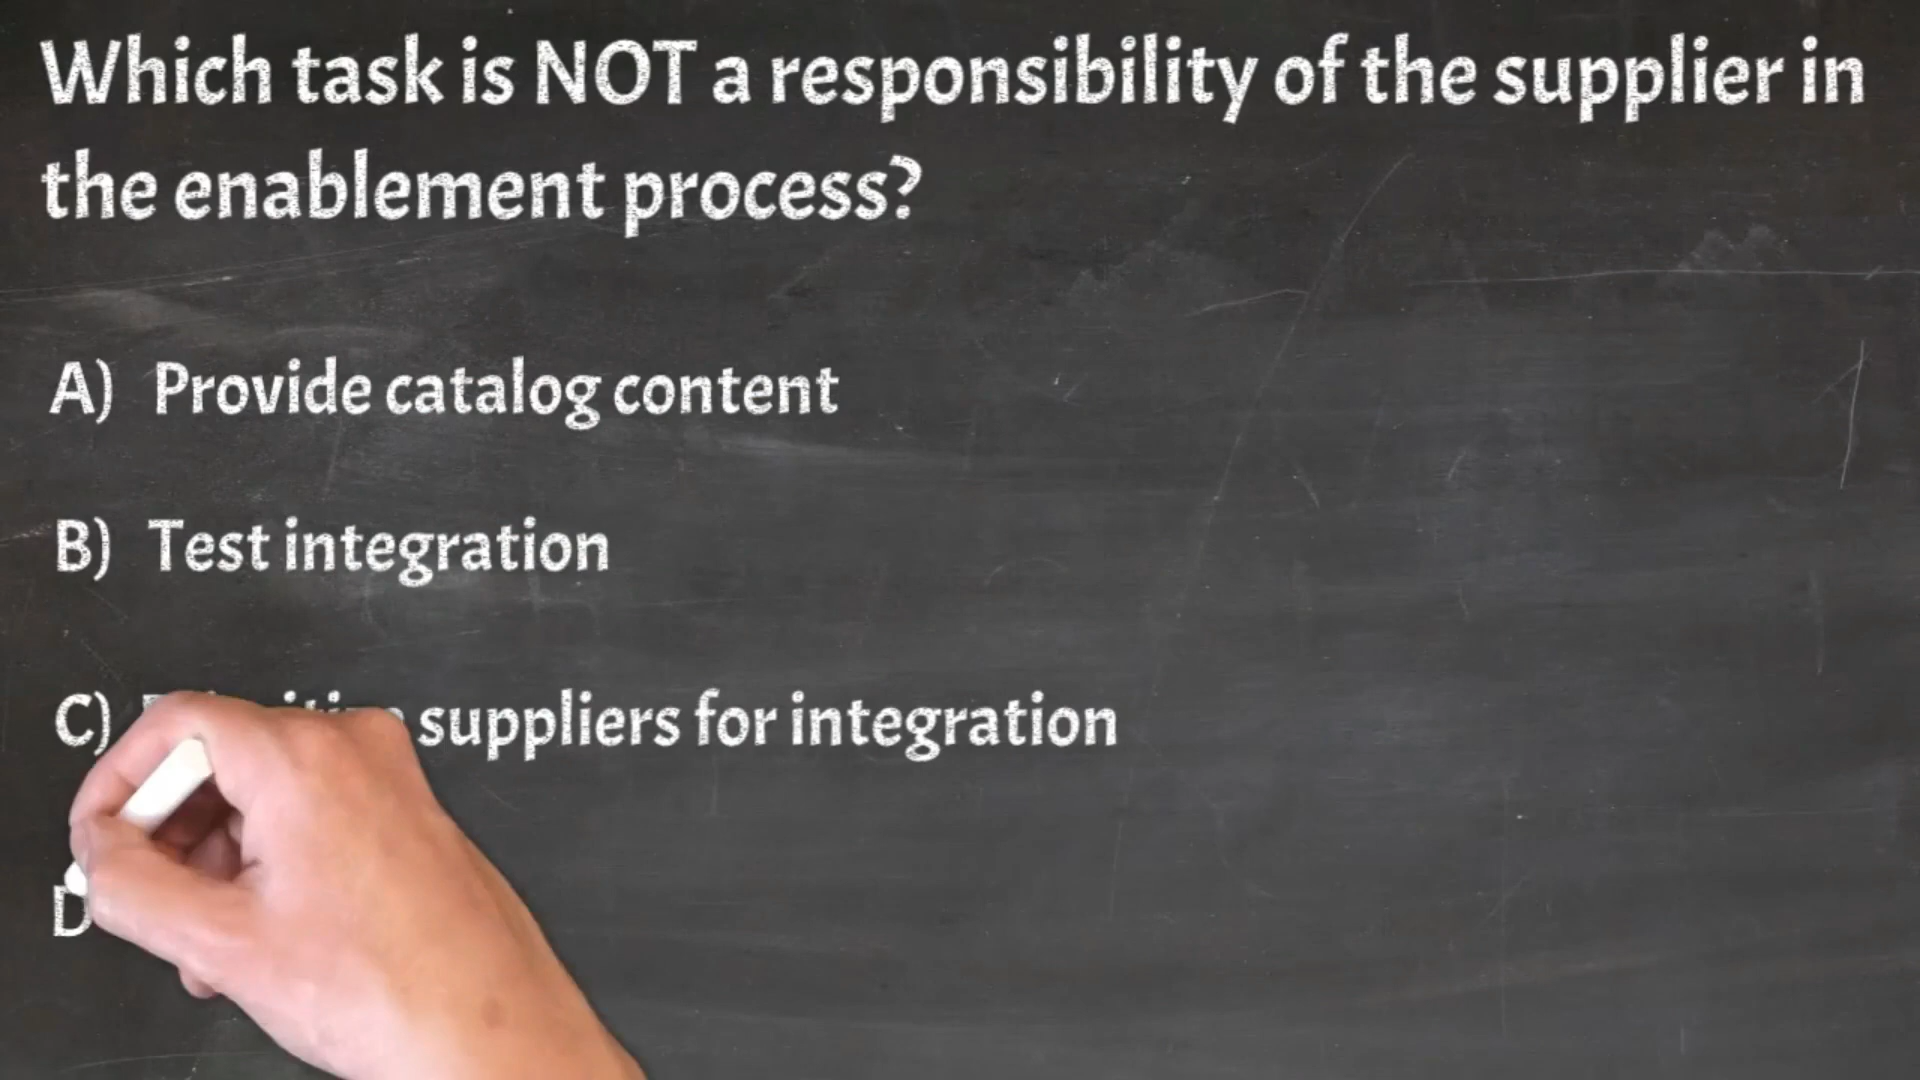 Which task is NOT a responsibility of the supplier in
the enablement process?
A) Provide catalog content
B) Test integration
C) suppliers for integration
D